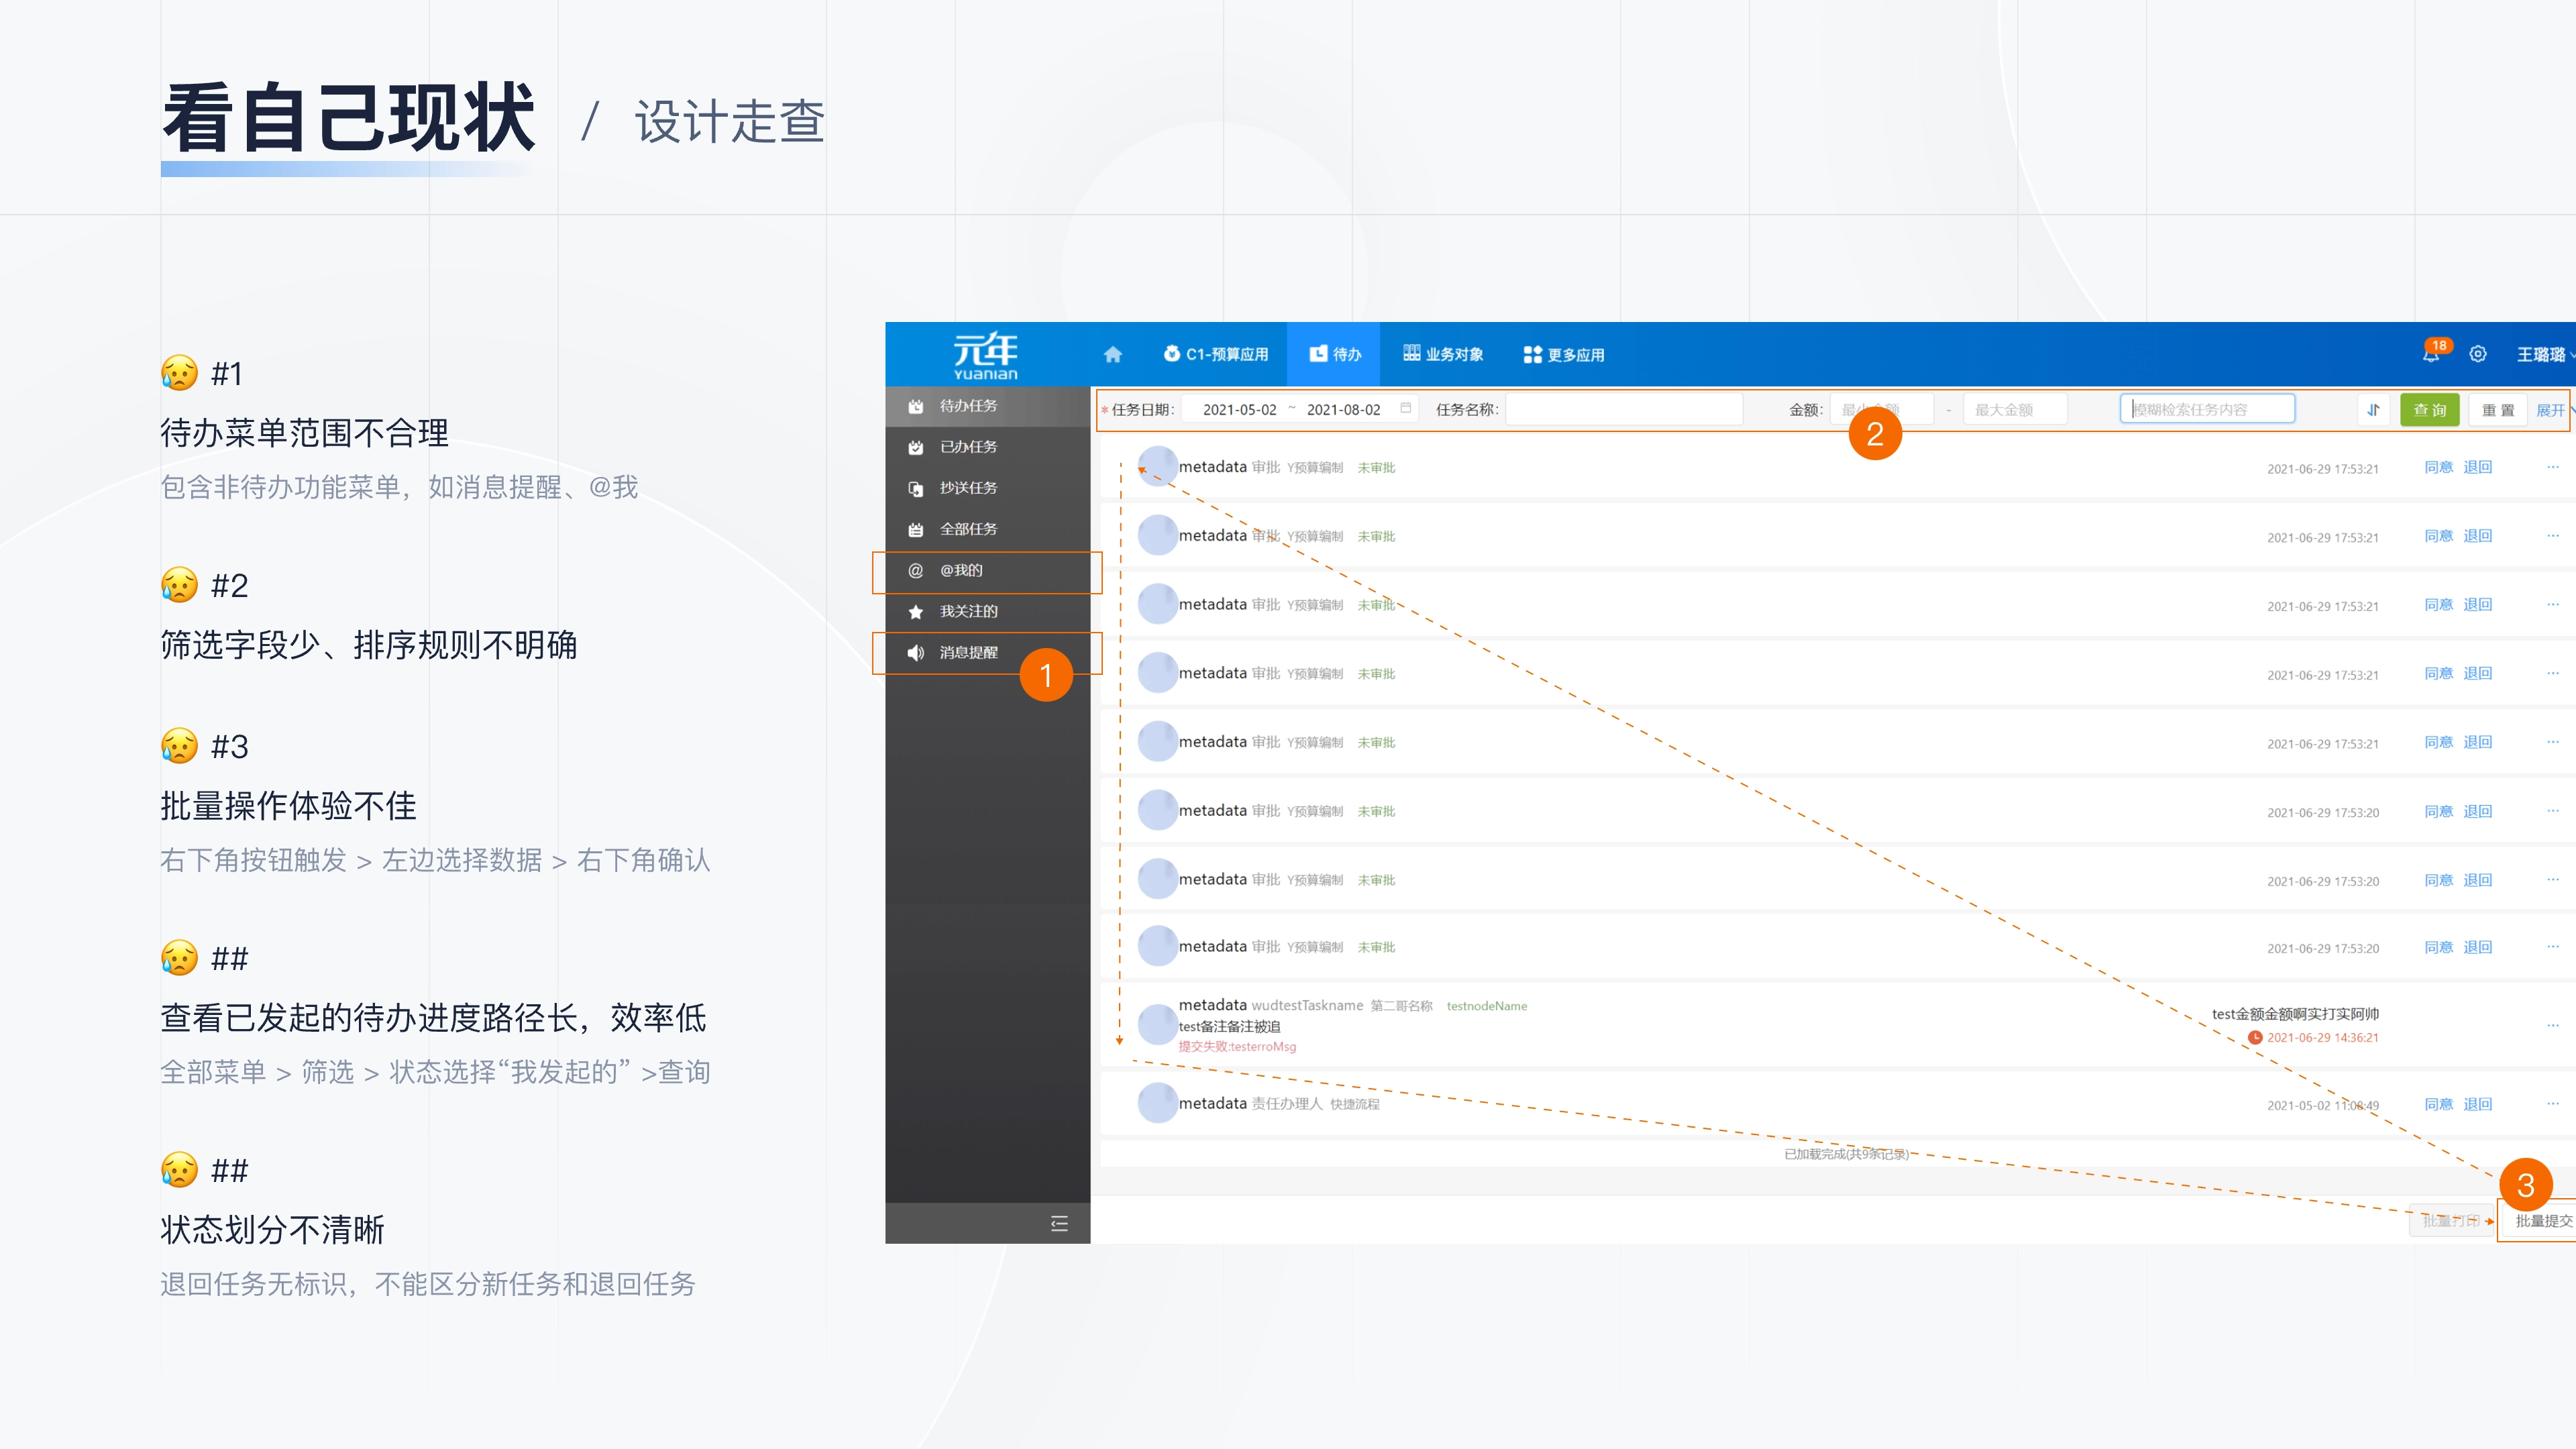 看自己现状 / 设计走查
#1
待办菜单范围不合理
包含非待办功能菜单，如消息提醒、@我
#2
筛选字段少、排序规则不明确
#3
批量操作体验不佳
右下角按钮触发 > 左边选择数据 > 右下角确认
##
查看已发起的待办进度路径长，效率低
全部菜单 > 筛选 > 状态选择“我发起的” >查询
##
状态划分不清晰
退回任务无标识，不能区分新任务和退回任务
元年
Yuanian
C1-预算应用
待办
业务对象
更多应用
18
王璐璐
待办任务
已办任务
抄送任务
全部任务
@ @我的
我关注的
消息提醒
1
* 任务日期： 2021-05-02 ~ 2021-08-02 任务名称： 金额： 最小金额 - 最大金额 模糊检索任务内容 查 询 重 置 展开
2
metadata 审批 Y预算编制 未审批 2021-06-29 17:53:21 同意 退回 ···
metadata 审批 Y预算编制 未审批 2021-06-29 17:53:21 同意 退回 ···
metadata 审批 Y预算编制 未审批 2021-06-29 17:53:21 同意 退回 ···
metadata 审批 Y预算编制 未审批 2021-06-29 17:53:21 同意 退回 ···
metadata 审批 Y预算编制 未审批 2021-06-29 17:53:21 同意 退回 ···
metadata 审批 Y预算编制 未审批 2021-06-29 17:53:20 同意 退回 ···
metadata 审批 Y预算编制 未审批 2021-06-29 17:53:20 同意 退回 ···
metadata 审批 Y预算编制 未审批 2021-06-29 17:53:20 同意 退回 ···
metadata wudtestTaskname 第二哥名称 testnodeName
test备注备注被追
提交失败:testerroMsg
test金额金额啊实打实阿帅
2021-06-29 14:36:21 ···
metadata 责任办理人 快捷流程 2021-05-02 11:08:49 同意 退回 ···
已加载完成(共9条记录)
3
批量打印 批量提交